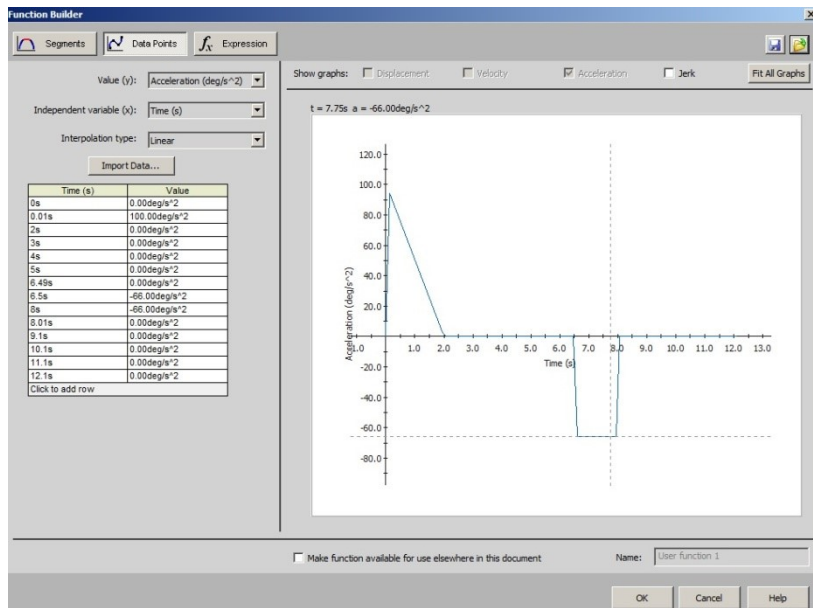 Function Builder
Segments
Data Points
fx Expression
Value (y): Acceleration (deg/s^2)
Independent variable (x): Time (s)
Interpolation type: Linear
Import Data...
Time (s) Value
0s 0.00deg/s^2
0.01s 100.00deg/s^2
2s 0.00deg/s^2
3s 0.00deg/s^2
4s 0.00deg/s^2
5s 0.00deg/s^2
6.49s 0.00deg/s^2
6.5s -66.00deg/s^2
8s -66.00deg/s^2
8.01s 0.00deg/s^2
9.1s 0.00deg/s^2
10.1s 0.00deg/s^2
11.1s 0.00deg/s^2
12.1s 0.00deg/s^2
Click to add row
Show graphs: Displacement Velocity Acceleration Jerk Fit All Graphs
t = 7.75s a = -66.00deg/s^2
120.0
100.0
80.0
60.0
40.0
20.0
-20.0
-40.0
-60.0
-80.0
Acceleration (deg/s^2)
-1.0 1.0 2.0 3.0 4.0 5.0 6.0 7.0 8.0 9.0 10.0 11.0 12.0 13.0
Time (s)
Make function available for use elsewhere in this document
Name: User function 1
OK Cancel Help